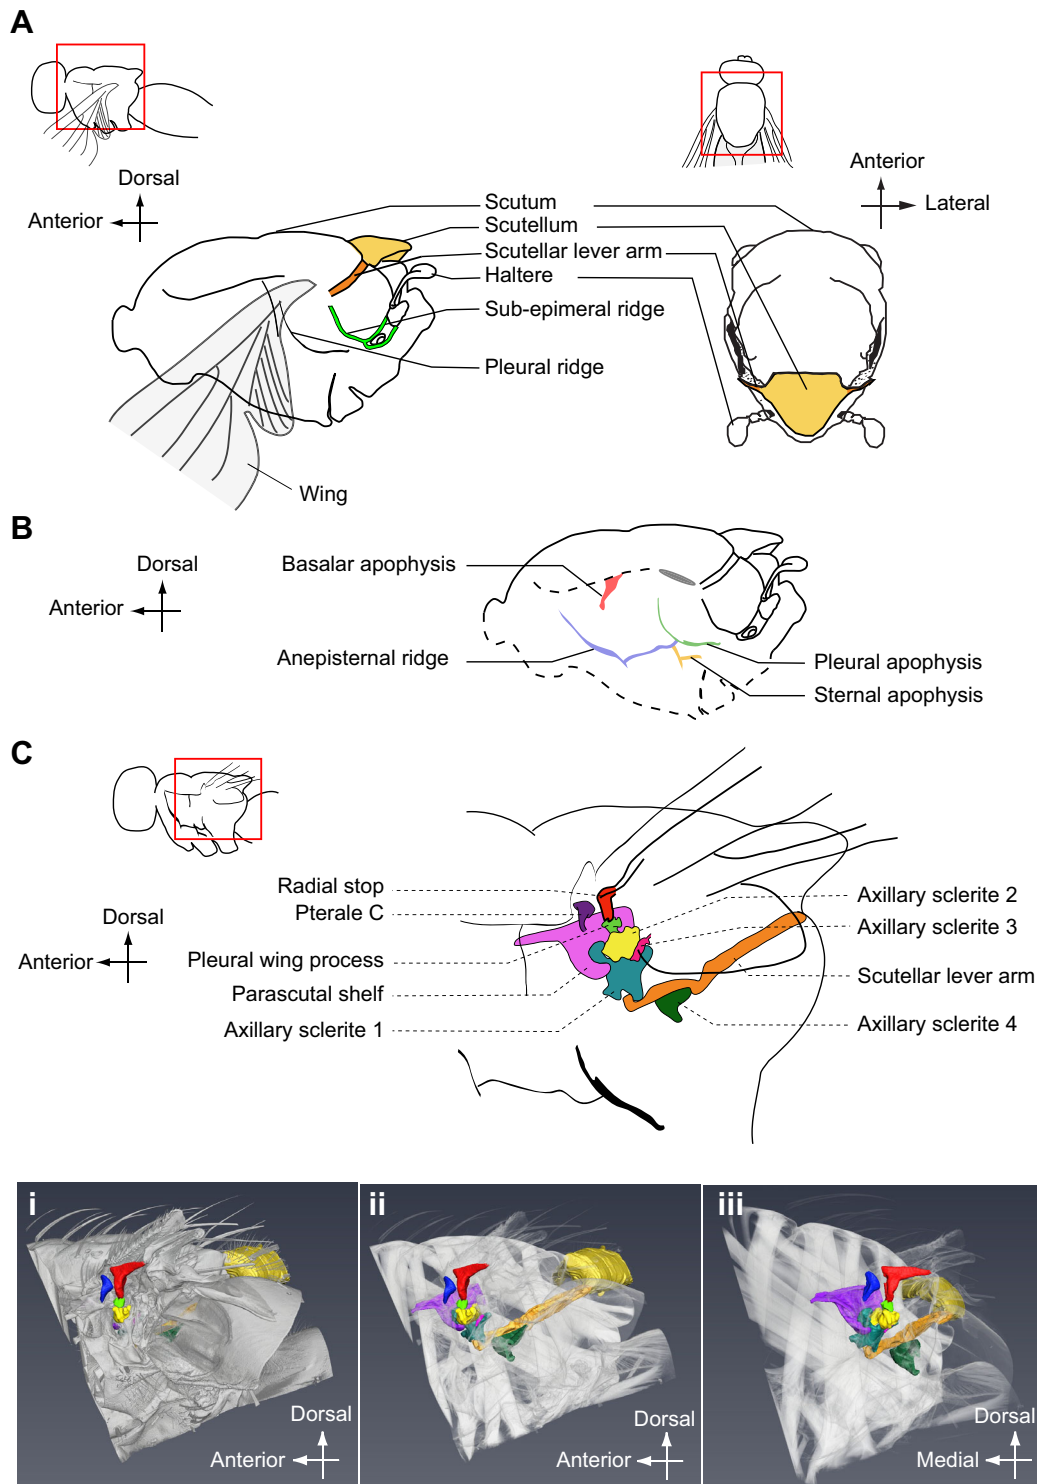 A
Dorsal
Anterior
Anterior
Lateral
Scutum
Scutellum
Scutellar lever arm
Haltere
Sub-epimeral ridge
Pleural ridge
Wing
B
Dorsal
Anterior
Basalar apophysis
Anepisternal ridge
Pleural apophysis
Sternal apophysis
C
Dorsal
Anterior
Radial stop
Pterale C
Pleural wing process
Parascutal shelf
Axillary sclerite 1
Axillary sclerite 2
Axillary sclerite 3
Scutellar lever arm
Axillary sclerite 4
i
Dorsal
Anterior
ii
Dorsal
Anterior
iii
Dorsal
Medial